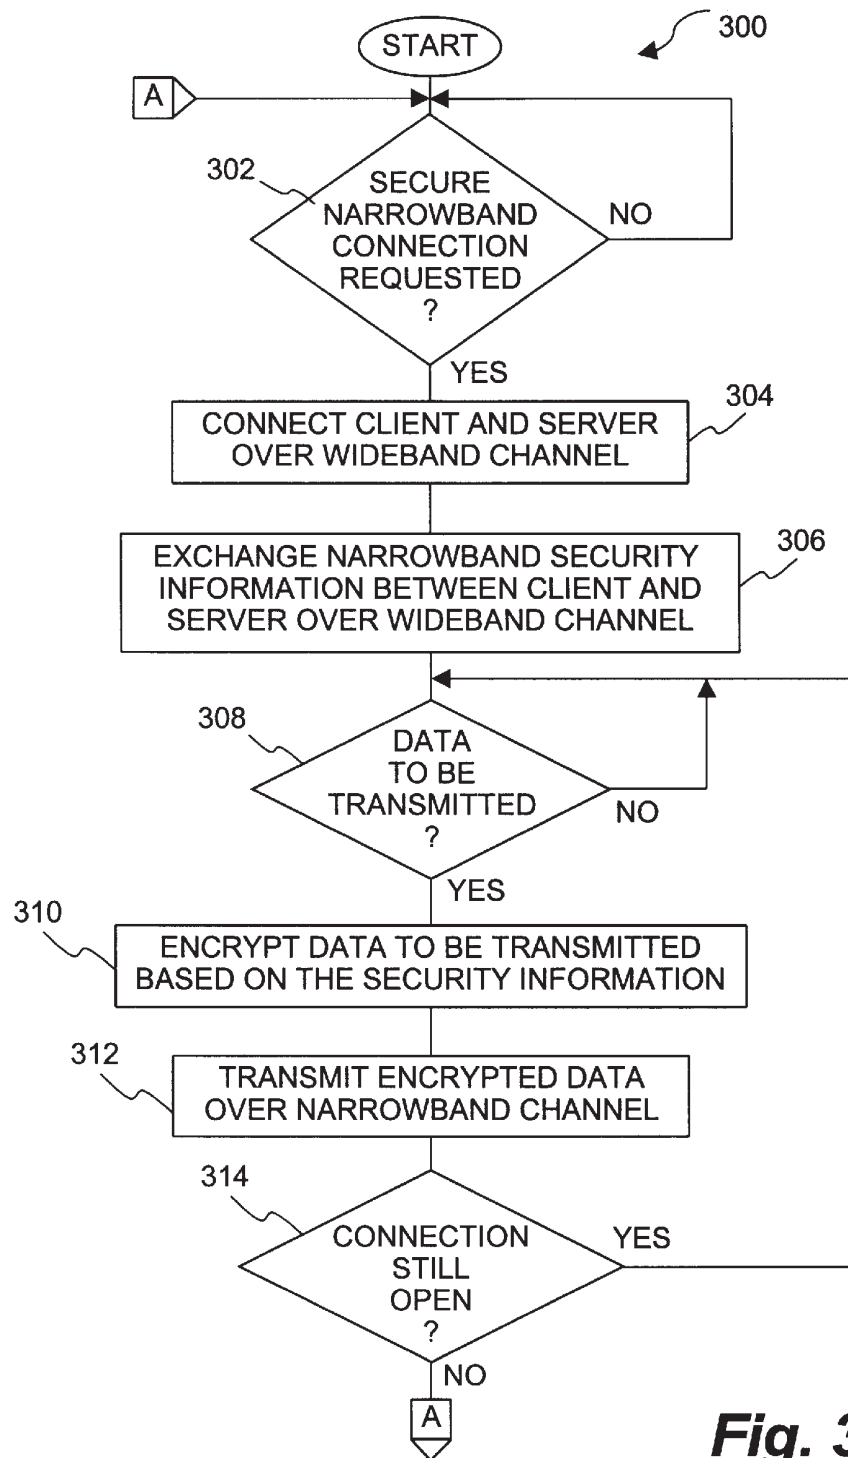 START
300
A
302
SECURE
NARROWBAND
CONNECTION
REQUESTED
?
NO
YES
304
CONNECT CLIENT AND SERVER
OVER WIDEBAND CHANNEL
306
EXCHANGE NARROWBAND SECURITY
INFORMATION BETWEEN CLIENT AND
SERVER OVER WIDEBAND CHANNEL
308
DATA
TO BE
TRANSMITTED
?
NO
YES
310
ENCRYPT DATA TO BE TRANSMITTED
BASED ON THE SECURITY INFORMATION
312
TRANSMIT ENCRYPTED DATA
OVER NARROWBAND CHANNEL
314
CONNECTION
STILL
OPEN
?
YES
NO
A
Fig. 3